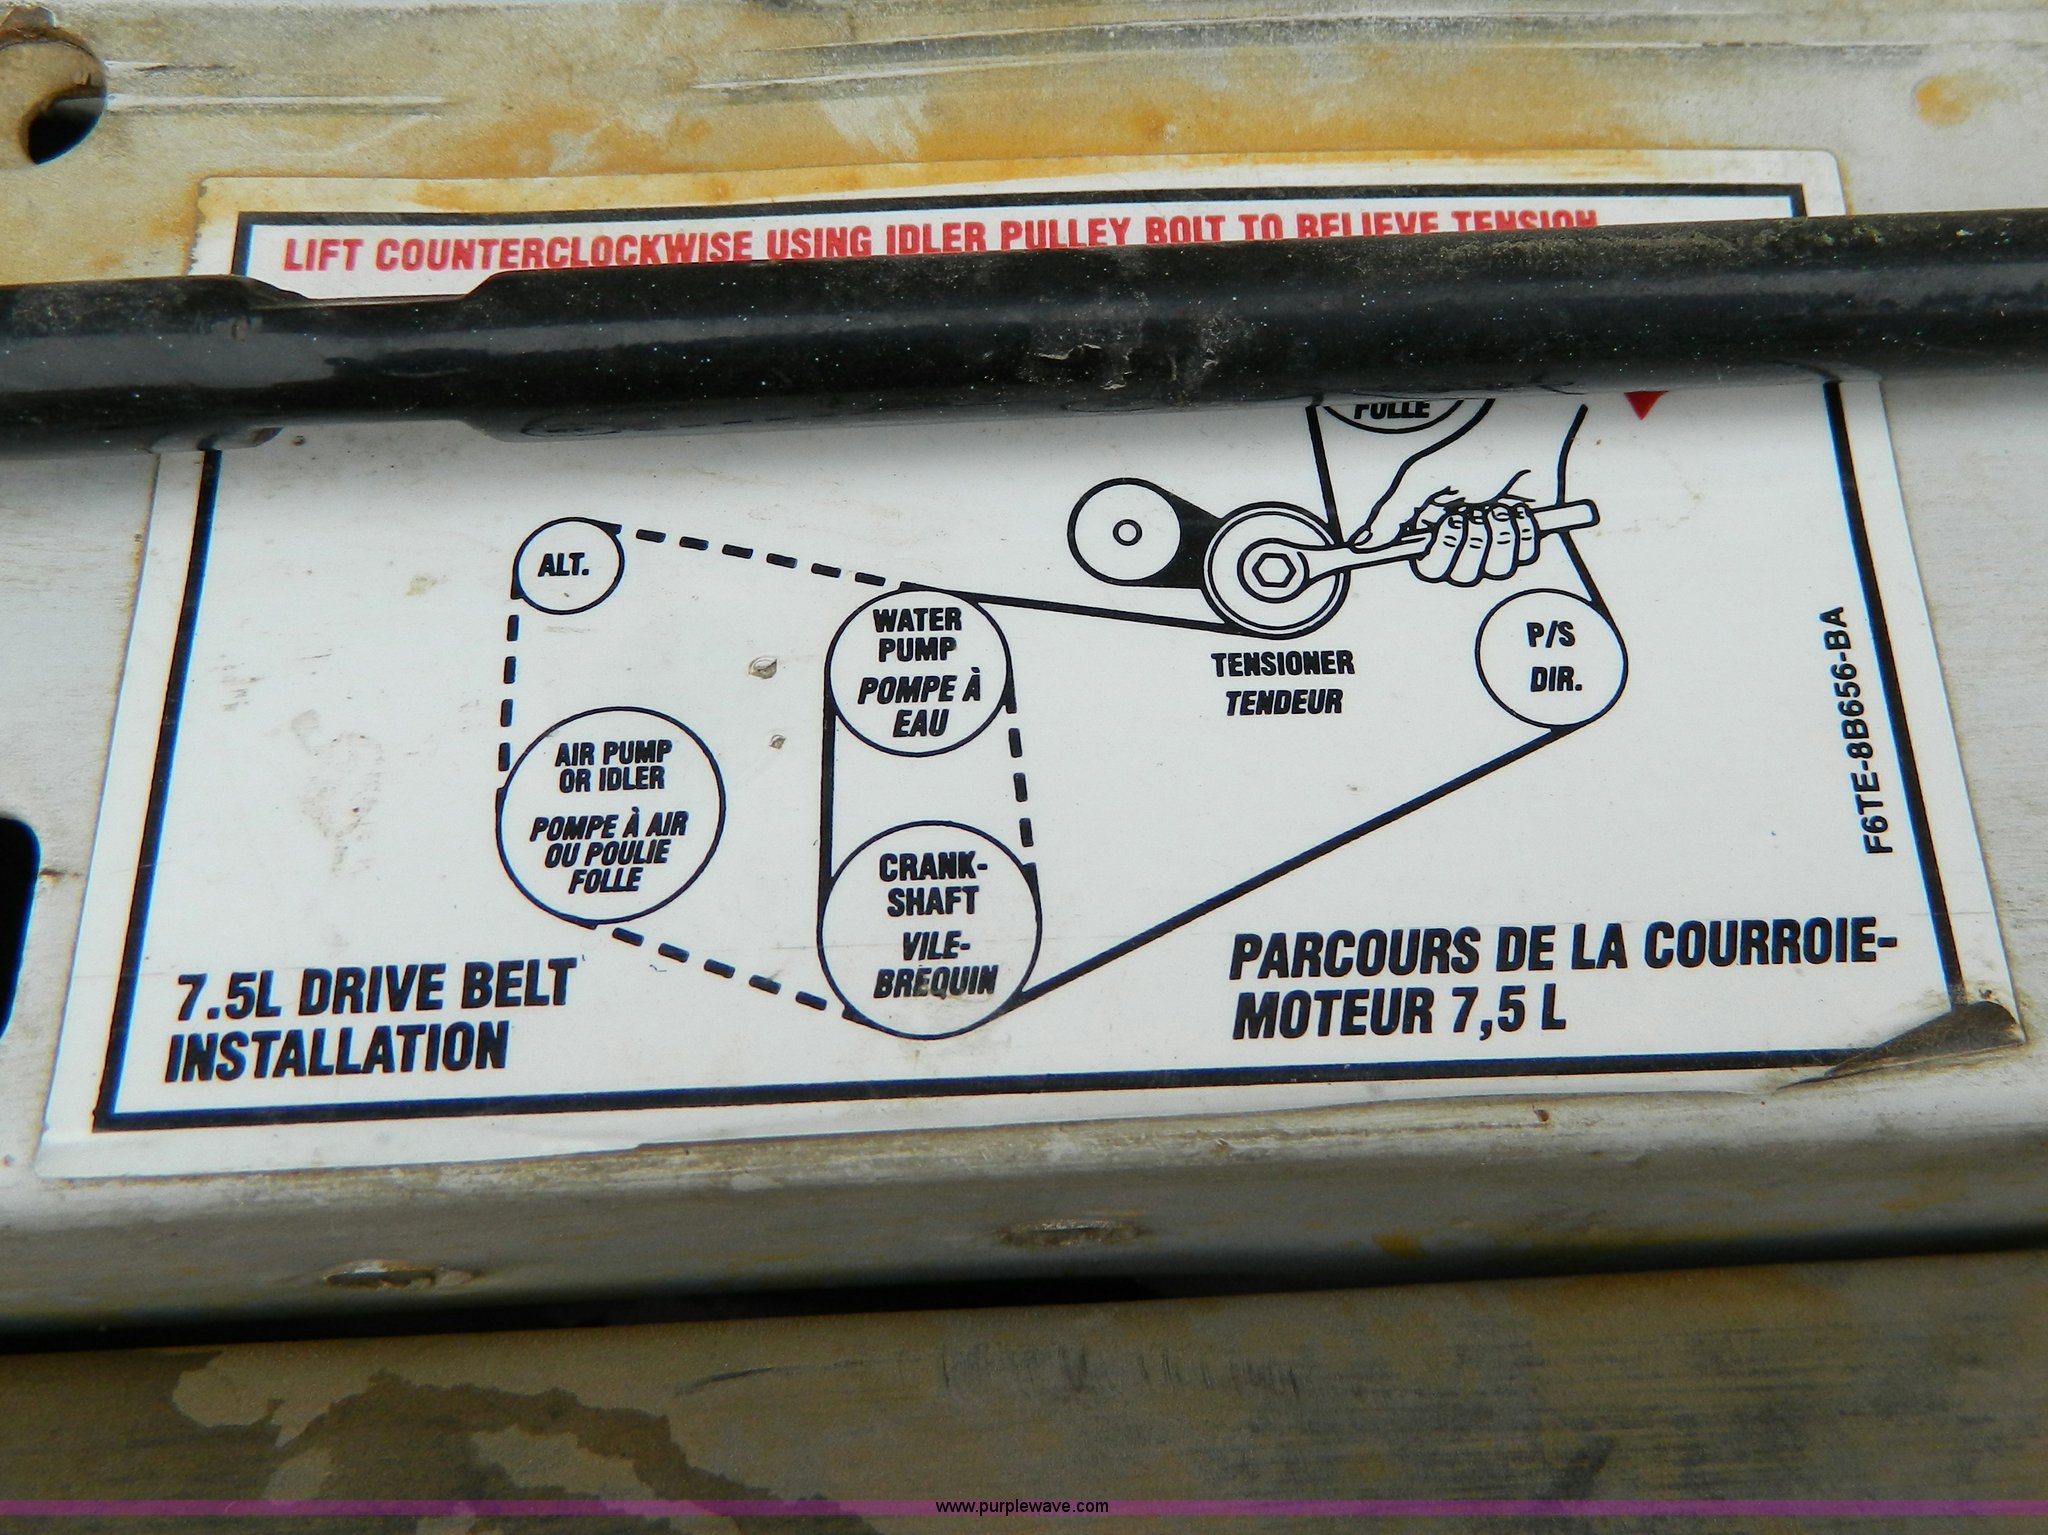 LIFT COUNTERCLOCKWISE USING IDLER PULLEY BOLT TO RELIEVE TENSION
FOLLE
ALT.
WATER
PUMP
POMPE À
EAU
TENSIONER
TENDEUR
P/S
DIR.
AIR PUMP
OR IDLER
POMPE À AIR
OU POULIE
FOLLE
CRANK-
SHAFT
VILE-
BREQUIN
F6TE-8B656-BA
7.5L DRIVE BELT
INSTALLATION
PARCOURS DE LA COURROIE-
MOTEUR 7,5 L
www.purplewave.com